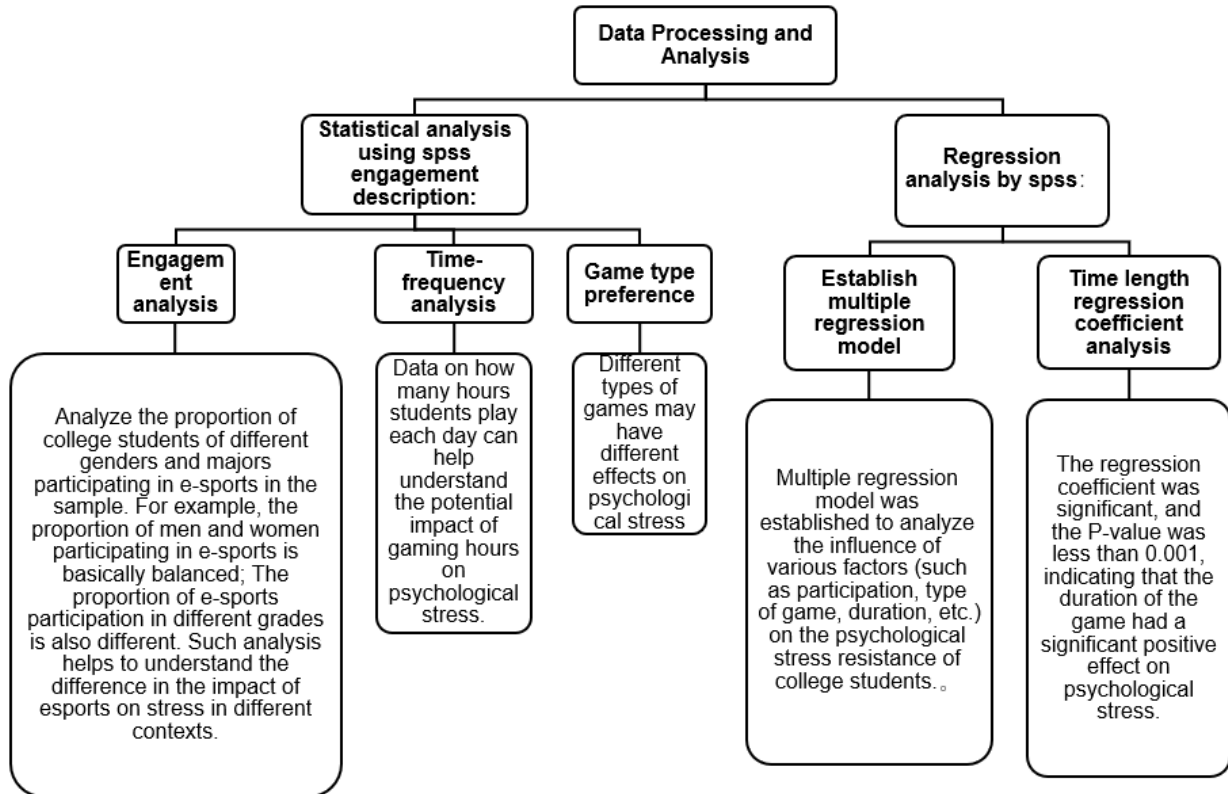 Data Processing and
Analysis
Statistical analysis
using spss
engagement
description:
Regression
analysis by spss：
Engagem
ent
analysis
Time-
frequency
analysis
Game type
preference
Establish
multiple
regression
model
Time length
regression
coefficient
analysis
Analyze the proportion of
college students of different
genders and majors
participating in e-sports in the
sample. For example, the
proportion of men and women
participating in e-sports is
basically balanced; The
proportion of e-sports
participation in different grades
is also different. Such analysis
helps to understand the
difference in the impact of
esports on stress in different
contexts.
Data on how
many hours
students play
each day can
help
understand
the potential
impact of
gaming hours
on
psychological
stress.
Different
types of
games may
have
different
effects on
psychologi
cal stress
Multiple regression
model was
established to analyze
the influence of
various factors (such
as participation, type
of game, duration, etc.)
on the psychological
stress resistance of
college students.。
The regression
coefficient was
significant, and
the P-value was
less than 0.001,
indicating that the
duration of the
game had a
significant positive
effect on
psychological
stress.